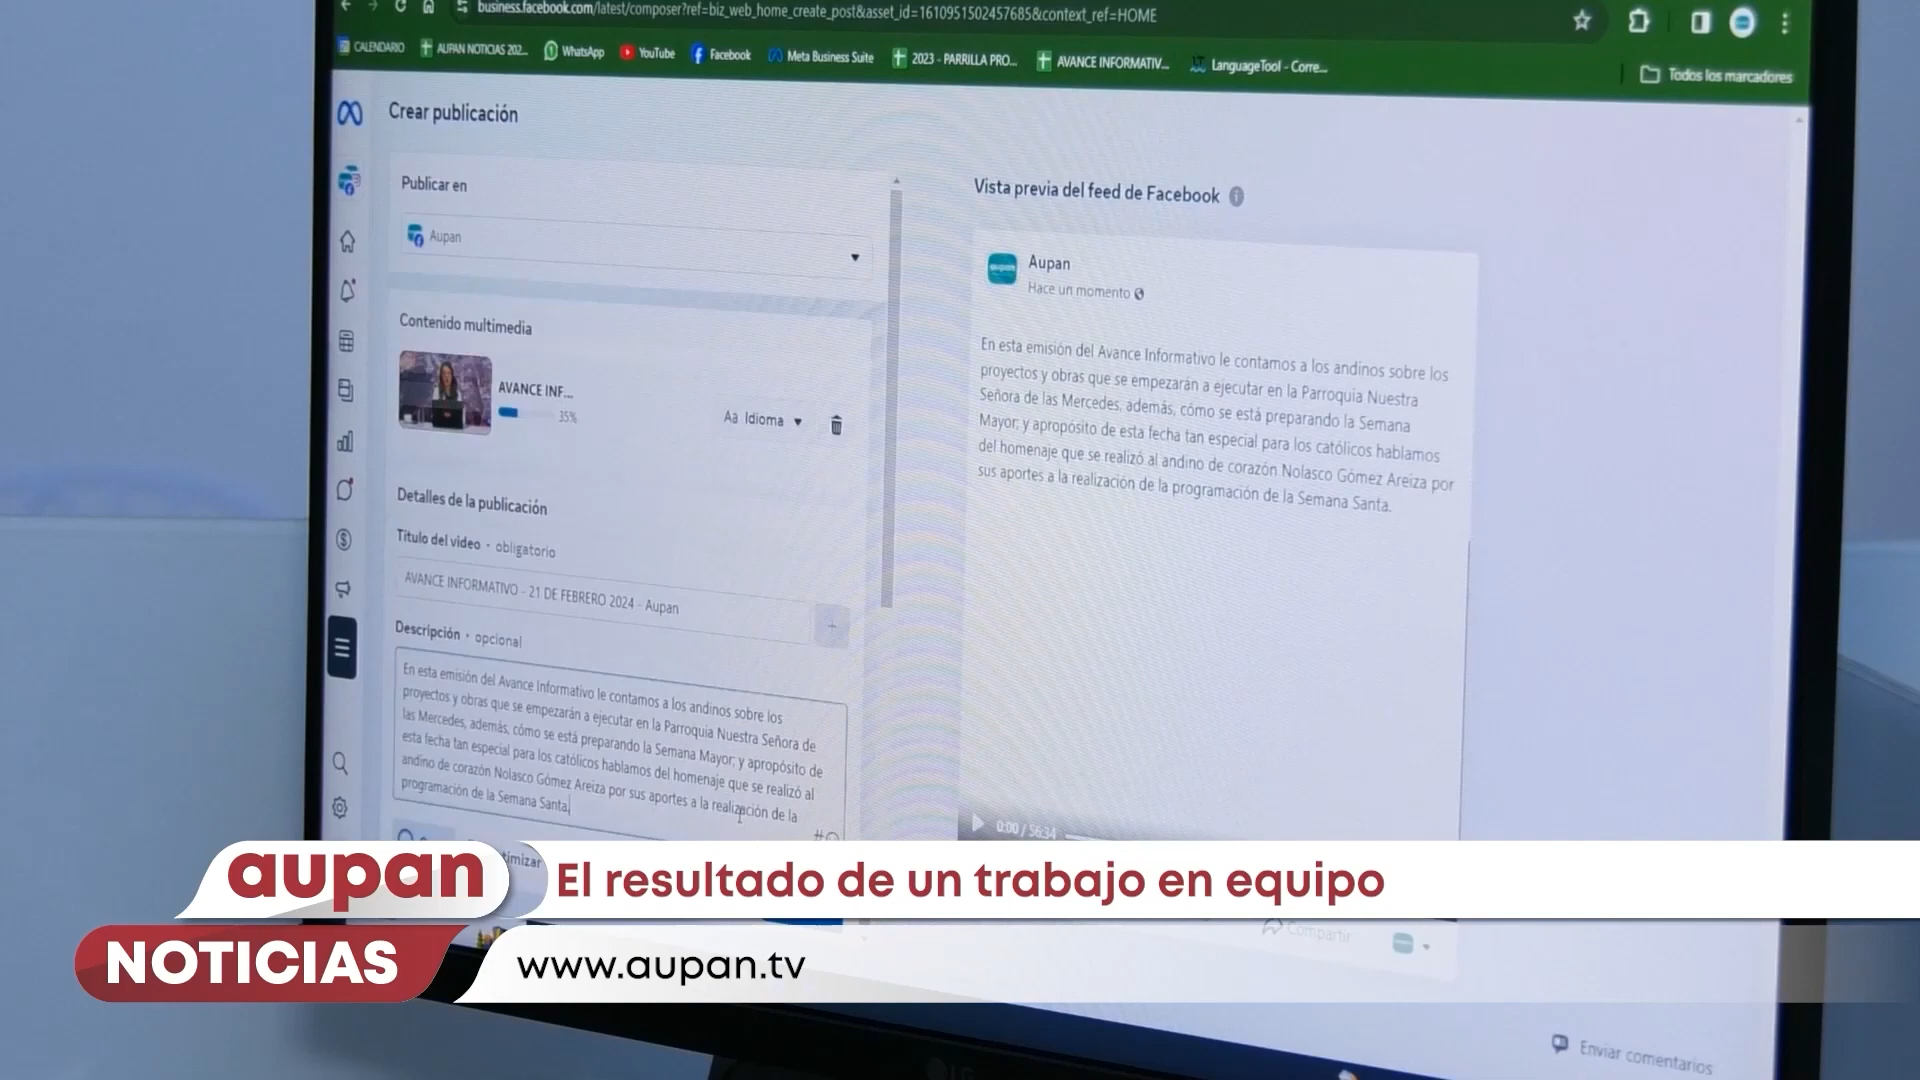 business.facebook.com/latest/composer?ref=biz_web_home_create_post&asset_id=1610951502457685&context_ref=HOME
CALENDARIO
AUPAN NOTICIAS 202...
WhatsApp
YouTube
Facebook
Meta Business Suite
2023 - PARRILLA PRO...
AVANCE INFORMATIV...
LanguageTool - Corre...
Todos los marcadores
Crear publicación
Publicar en
Aupan
Contenido multimedia
AVANCE INF...
35%
Aa Idioma
Detalles de la publicación
Título del video · obligatorio
AVANCE INFORMATIVO - 21 DE FEBRERO 2024 - Aupan
Descripción · opcional
En esta emisión del Avance Informativo le contamos a los andinos sobre los
proyectos y obras que se empezarán a ejecutar en la Parroquia Nuestra Señora de
las Mercedes, además, cómo se está preparando la Semana Mayor; y apropósito de
esta fecha tan especial para los católicos hablamos del homenaje que se realizó al
andino de corazón Nolasco Gómez Areiza por sus aportes a la realización de la
programación de la Semana Santa.
Vista previa del feed de Facebook
Aupan
Hace un momento
En esta emisión del Avance Informativo le contamos a los andinos sobre los
proyectos y obras que se empezarán a ejecutar en la Parroquia Nuestra
Señora de las Mercedes, además, cómo se está preparando la Semana
Mayor; y apropósito de esta fecha tan especial para los católicos hablamos
del homenaje que se realizó al andino de corazón Nolasco Gómez Areiza por
sus aportes a la realización de la programación de la Semana Santa.
0:00 / 56:34
Compartir
Enviar comentarios
aupan
NOTICIAS
El resultado de un trabajo en equipo
www.aupan.tv